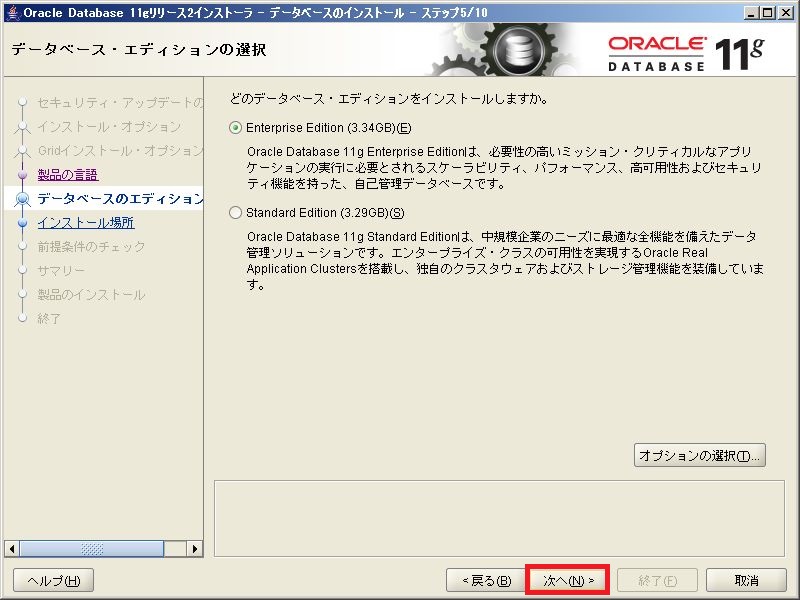 Oracle Database 11gリリース2インストーラ - データベースのインストール - ステップ5/10
データベース・エディションの選択
ORACLE 11g
DATABASE
セキュリティ・アップデートの
インストール・オプション
Gridインストール・オプション
製品の言語
データベースのエディション
インストール場所
前提条件のチェック
サマリー
製品のインストール
終了
どのデータベース・エディションをインストールしますか。
Enterprise Edition (3.34GB)(E)
Oracle Database 11g Enterprise Editionは、必要性の高いミッション・クリティカルなアプリ
ケーションの実行に必要とされるスケーラビリティ、パフォーマンス、高可用性およびセキュリ
ティ機能を持った、自己管理データベースです。
Standard Edition (3.29GB)(S)
Oracle Database 11g Standard Editionは、中規模企業のニーズに最適な全機能を備えたデータ
管理ソリューションです。エンタープライズ・クラスの可用性を実現するOracle Real
Application Clustersを搭載し、独自のクラスタウェアおよびストレージ管理機能を装備していま
す。
オプションの選択(T)...
ヘルプ(H)
< 戻る(B)
次へ(N) >
終了(F)
取消